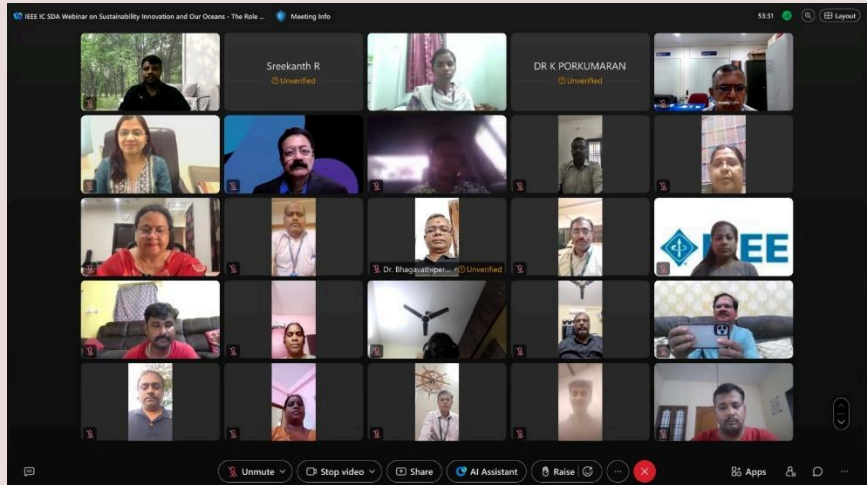 IEEE IC SDA Webinar on Sustainability Innovation and Our Oceans - The Role ...
Meeting Info
53:31
Layout
Sreekanth R
Unverified
DR K PORKUMARAN
Unverified
Dr. Bhagavathiper...
Unverified
Unmute
Stop video
Share
AI Assistant
Raise
Apps